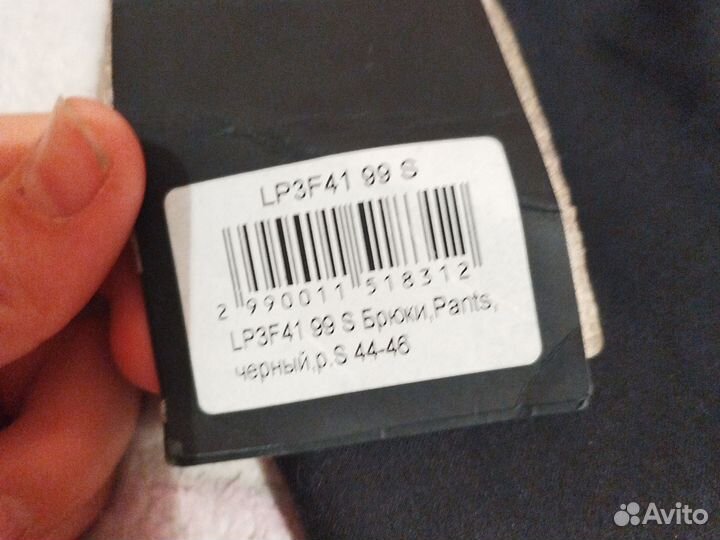 LP3F41 99 S
2 990011 518312
LP3F41 99 S Брюки,Pants,
черный,р.S 44-46
Avito